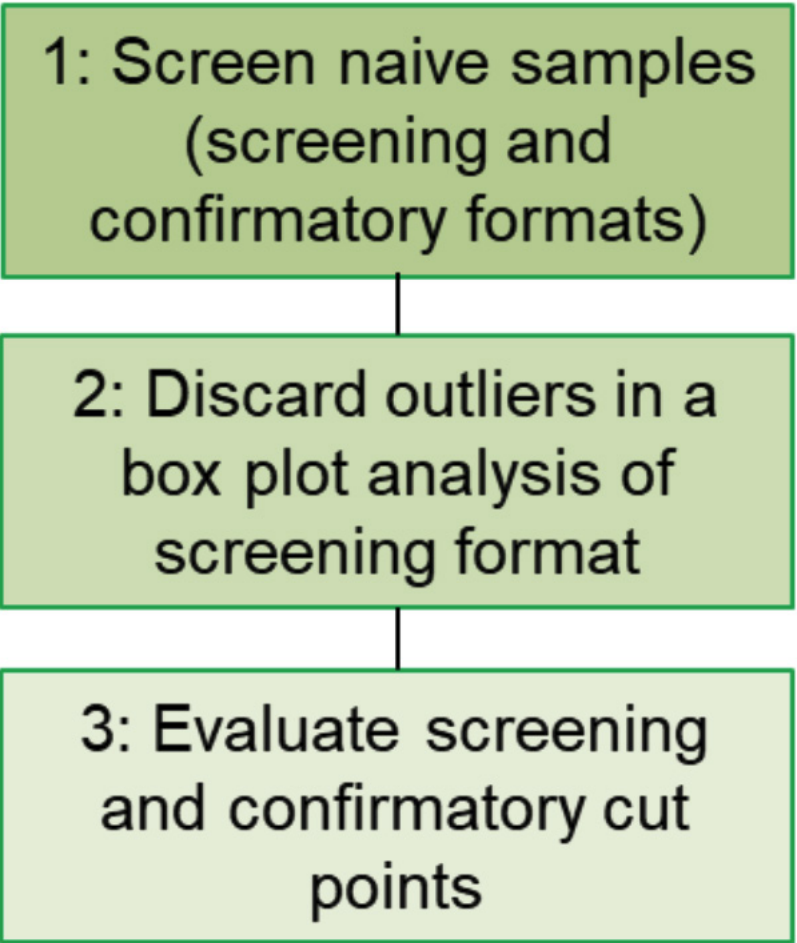 1: Screen naive samples
(screening and
confirmatory formats)
2: Discard outliers in a
box plot analysis of
screening format
3: Evaluate screening
and confirmatory cut
points